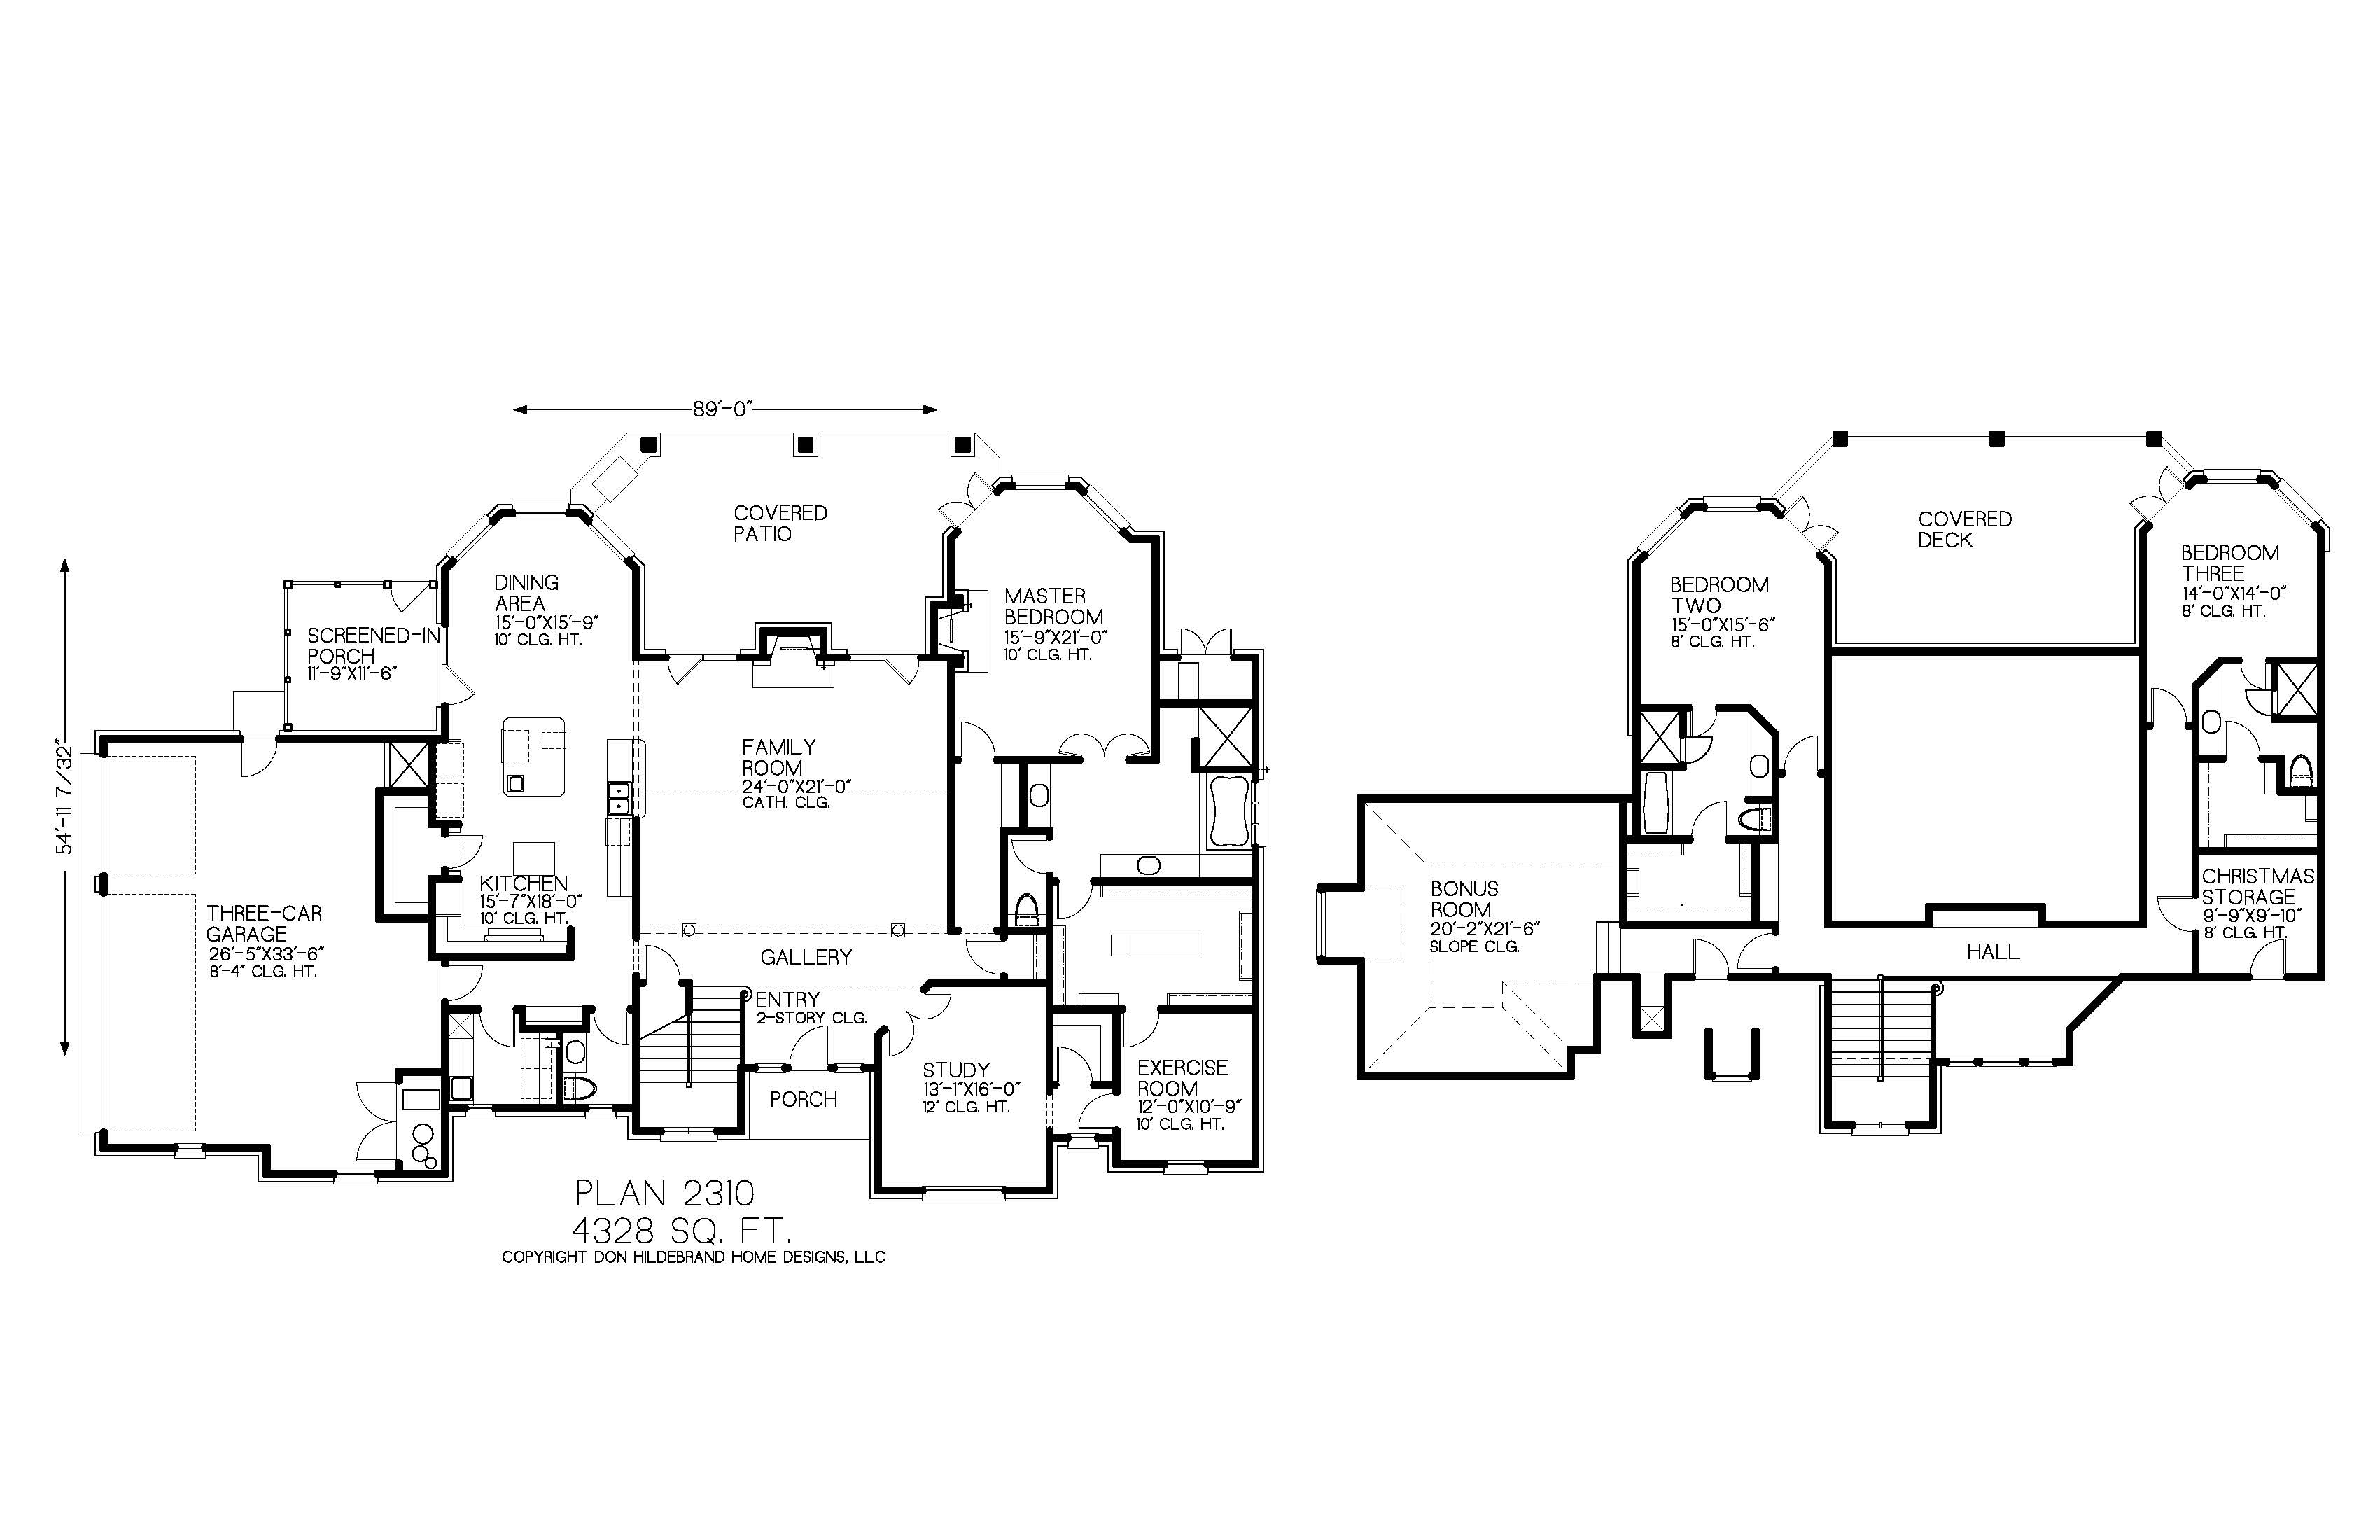 89'-0"
54'-11 7/32"
COVERED
PATIO
DINING
AREA
15'-0"X15'-9"
10' CLG. HT.
SCREENED-IN
PORCH
11'-9"X11'-6"
MASTER
BEDROOM
15'-9"X21'-0"
10' CLG. HT.
FAMILY
ROOM
24'-0"X21'-0"
CATH. CLG.
KITCHEN
15'-7"X18'-0"
10' CLG. HT.
THREE-CAR
GARAGE
26'-5"X33'-6"
8'-4" CLG. HT.
GALLERY
ENTRY
2-STORY CLG.
PORCH
STUDY
13'-1"X16'-0"
12' CLG. HT.
EXERCISE
ROOM
12'-0"X10'-9"
10' CLG. HT.
PLAN 2310
4328 SQ. FT.
COPYRIGHT DON HILDEBRAND HOME DESIGNS, LLC
COVERED
DECK
BEDROOM
TWO
15'-0"X15'-6"
8' CLG. HT.
BEDROOM
THREE
14'-0"X14'-0"
8' CLG. HT.
BONUS
ROOM
20'-2"X21'-6"
SLOPE CLG.
CHRISTMAS
STORAGE
9'-9"X9'-10"
8' CLG. HT.
HALL